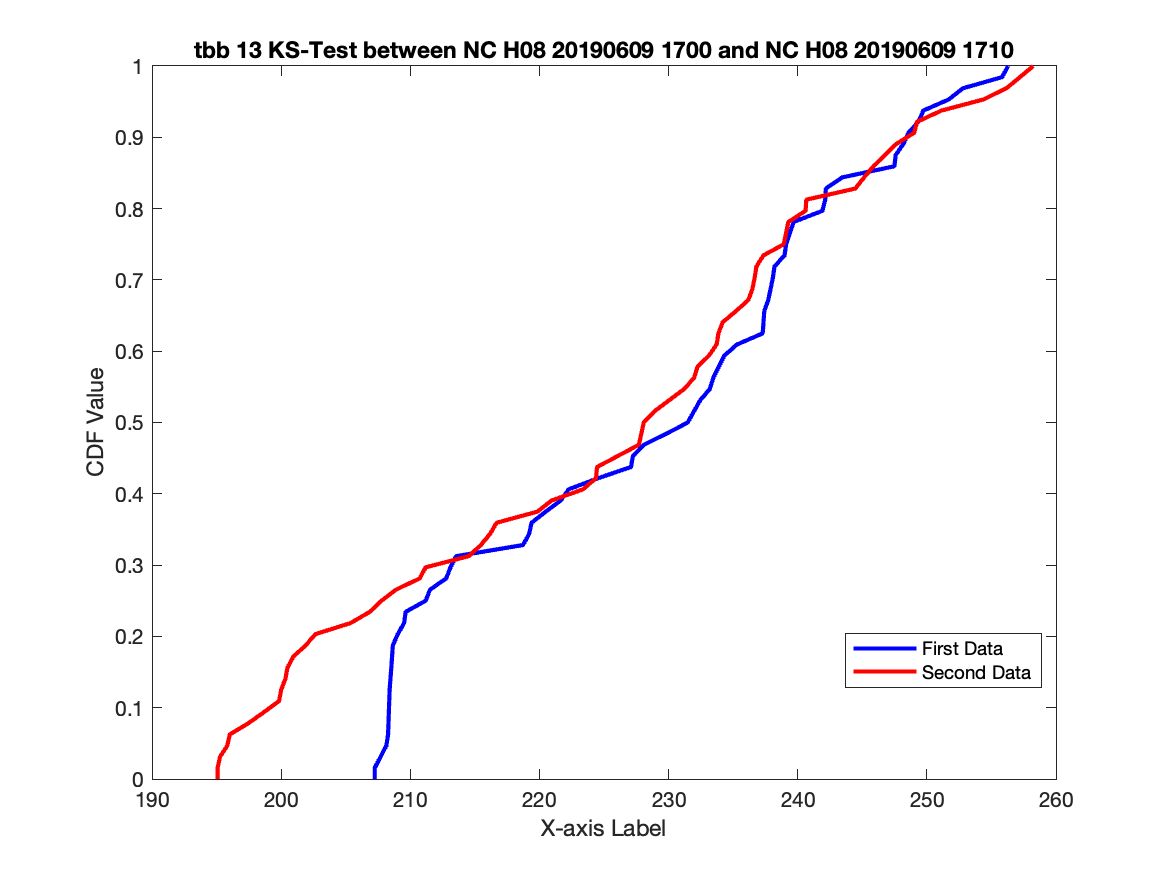 tbb 13 KS-Test between NC H08 20190609 1700 and NC H08 20190609 1710
1
0.9
0.8
0.7
0.6
0.5
0.4
0.3
0.2
0.1
0
CDF Value
First Data
Second Data
190 200 210 220 230 240 250 260
X-axis Label